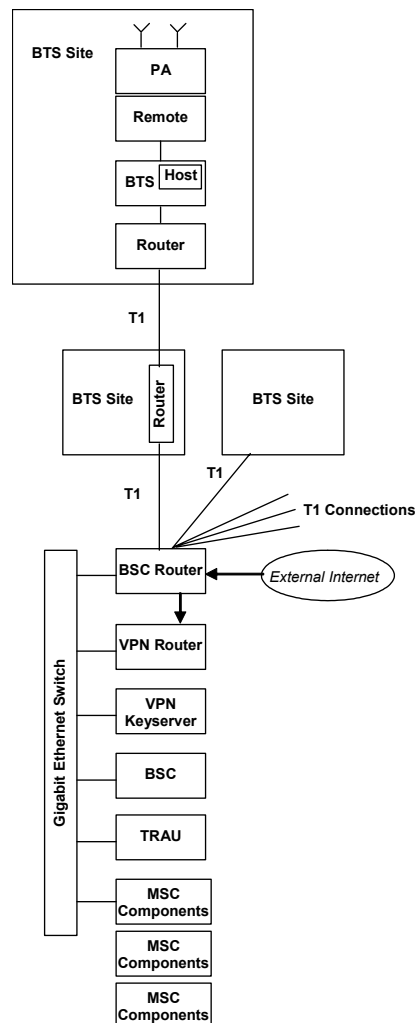 BTS Site
PA
Remote
BTS
Host
Router
T1
BTS Site
Router
BTS Site
T1
T1
T1 Connections
BSC Router
External Internet
VPN Router
Gigabit Ethernet Switch
VPN
Keyserver
BSC
TRAU
MSC
Components
MSC
Components
MSC
Components